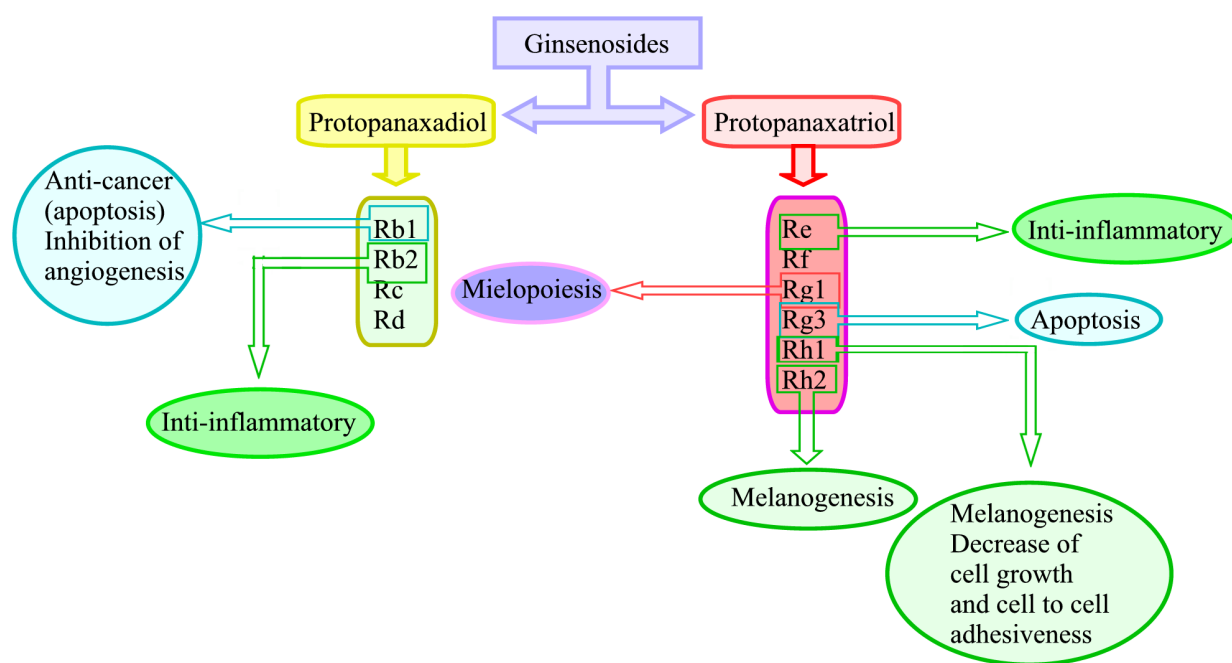 Ginsenosides
Protopanaxadiol
Protopanaxatriol
Anti-cancer
(apoptosis)
Inhibition of
angiogenesis
Rb1
Rb2
Rc
Rd
Inti-inflammatory
Mielopoiesis
Re
Rf
Rg1
Rg3
Rh1
Rh2
Inti-inflammatory
Apoptosis
Melanogenesis
Melanogenesis
Decrease of
cell growth
and cell to cell
adhesiveness